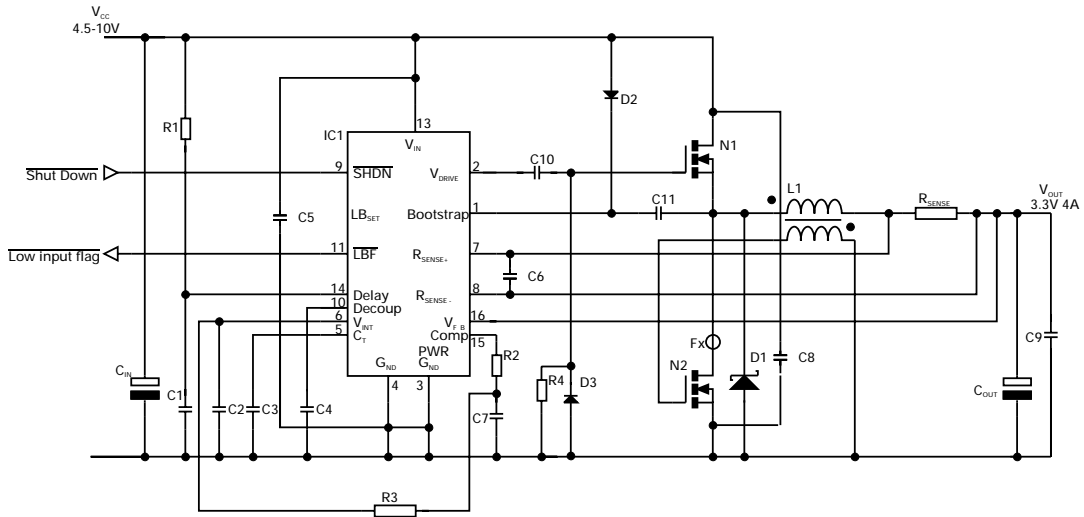 VCC
4.5-10V
D2
R1
13
IC1
VIN
N1
C10
Shut Down
9
SHDN
VDRIVE
2
L1
VOUT
3.3V 4A
C5
LBSET
Bootstrap
1
C11
RSENSE
Low input flag
11
LBF
RSENSE+
7
C6
14
Delay
RSENSE -
8
10
Decoup
6
VINT
VF B
16
5
CT
Comp
15
Fx
C9
PWR
GND
GND
R2
N2
D1
C8
CIN
4
3
R4
D3
COUT
C1
C2
C3
C4
C7
R3